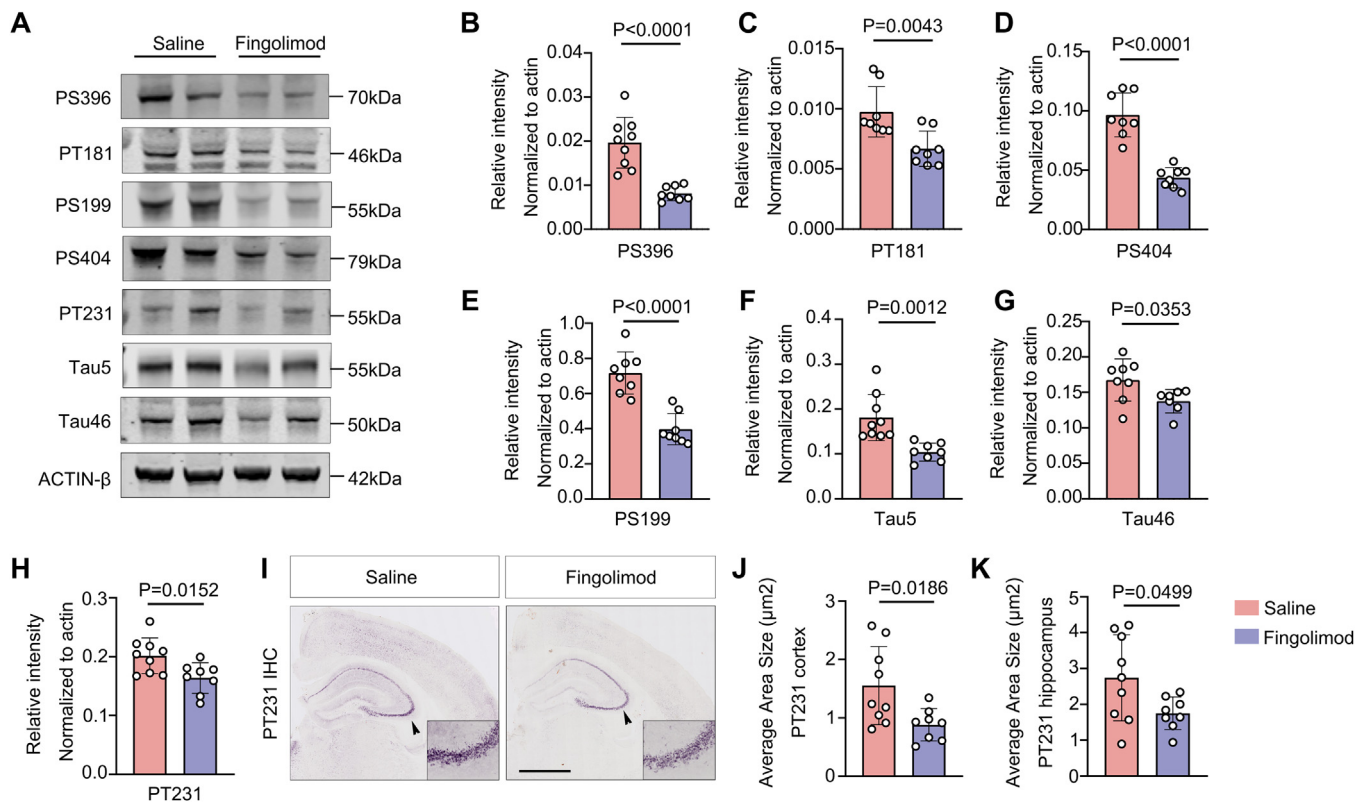 A
Saline Fingolimod
PS396 70kDa
PT181 46kDa
PS199 55kDa
PS404 79kDa
PT231 55kDa
Tau5 55kDa
Tau46 50kDa
ACTIN-β 42kDa
B
P<0.0001
Relative intensity
Normalized to actin
0.04
0.03
0.02
0.01
0.00
PS396
C
P=0.0043
Relative intensity
Normalized to actin
0.015
0.010
0.005
0.000
PT181
D
P<0.0001
Relative intensity
Normalized to actin
0.15
0.10
0.05
0.00
PS404
E
P<0.0001
Relative intensity
Normalized to actin
1.0
0.8
0.6
0.4
0.2
0.0
PS199
F
P=0.0012
Relative intensity
Normalized to actin
0.4
0.3
0.2
0.1
0.0
Tau5
G
P=0.0353
Relative intensity
Normalized to actin
0.25
0.20
0.15
0.10
0.05
0.00
Tau46
H
P=0.0152
Relative intensity
Normalized to actin
0.3
0.2
0.1
0.0
PT231
I
Saline Fingolimod
PT231 IHC
J
P=0.0186
Average Area Size (μm2)
PT231 cortex
3
2
1
0
K
P=0.0499
Average Area Size (μm2)
PT231 hippocampus
5
4
3
2
1
0
Saline
Fingolimod